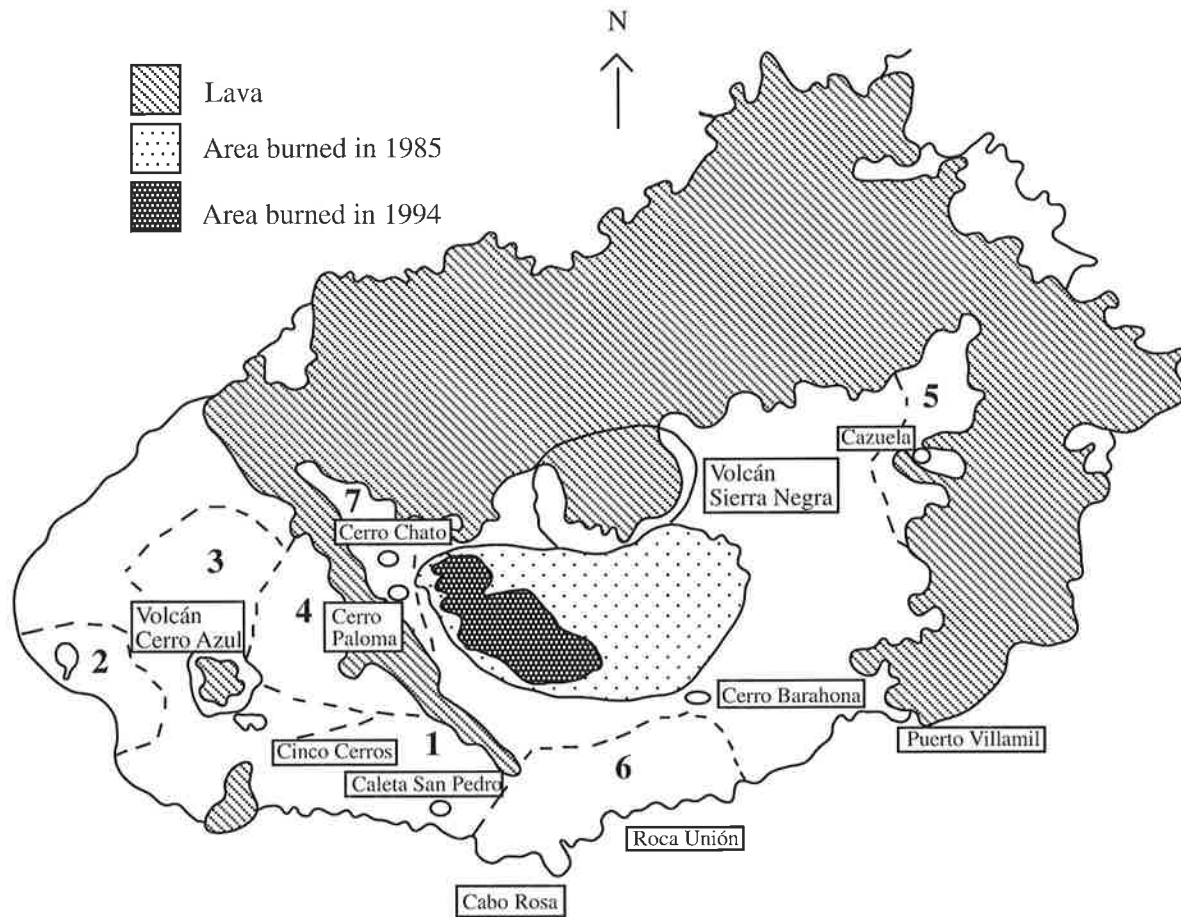 N
Lava
Area burned in 1985
Area burned in 1994
5
Cazuela
Volcán
Sierra Negra
7
Cerro Chato
3
4
Cerro
Paloma
Volcán
Cerro Azul
2
Cerro Barahona
Puerto Villamil
Cinco Cerros
1
6
Caleta San Pedro
Roca Unión
Cabo Rosa